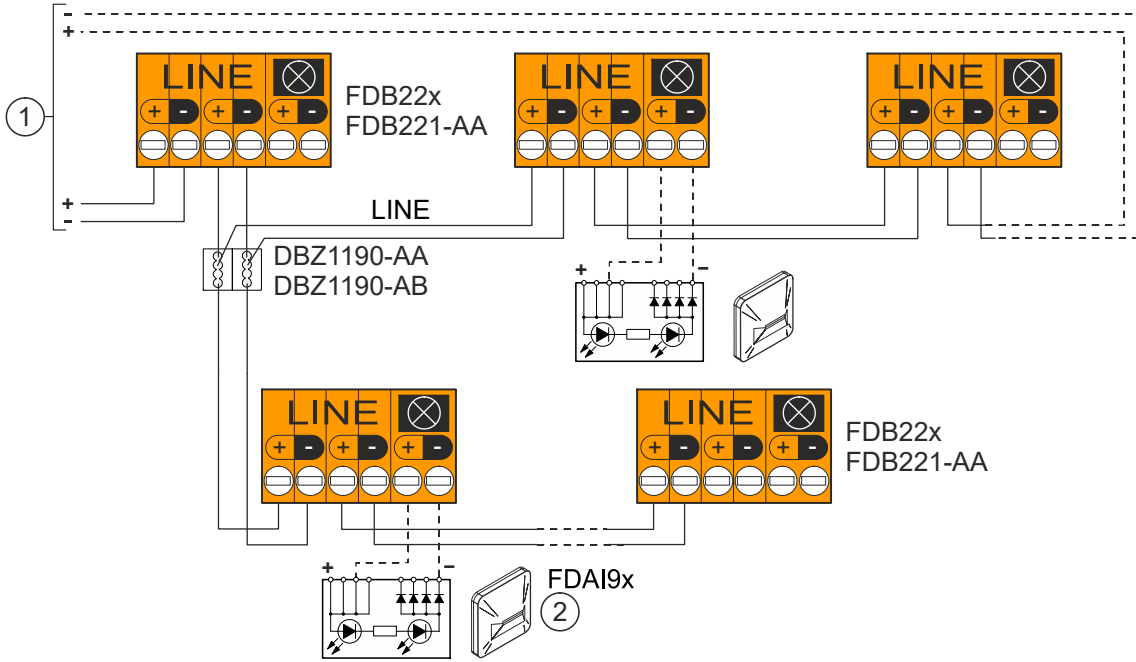 -
+
LINE
+ - + - + -
FDB22x
FDB221-AA
LINE
+ - + - + -
LINE
+ - + - + -
1
+
-
LINE
DBZ1190-AA
DBZ1190-AB
+ -
LINE
+ - + - + -
LINE
+ - + - + -
FDB22x
FDB221-AA
+ -
FDAI9x
2